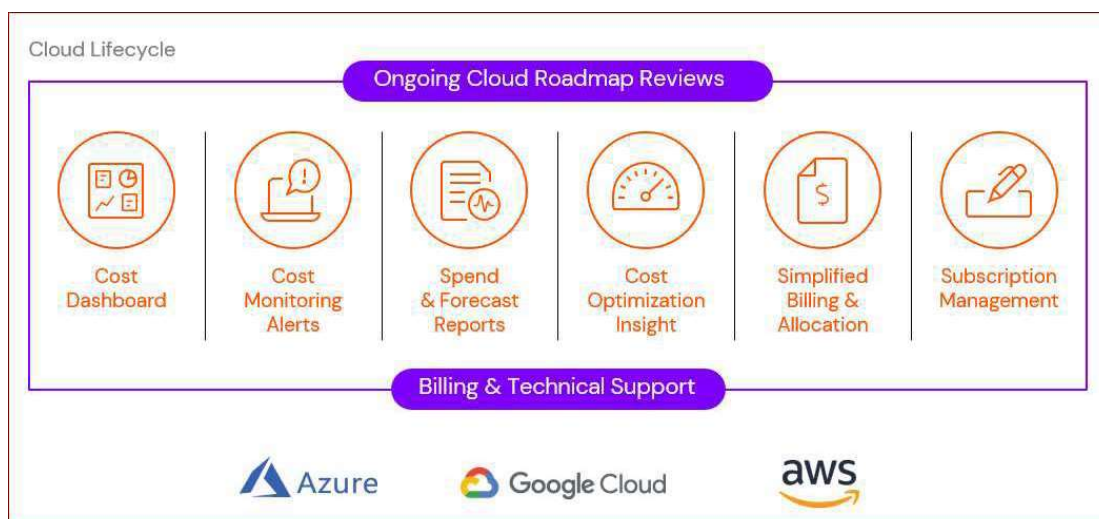 Cloud Lifecycle
Ongoing Cloud Roadmap Reviews
Cost
Dashboard
Cost
Monitoring
Alerts
Spend
& Forecast
Reports
Cost
Optimization
Insight
$
Simplified
Billing &
Allocation
Subscription
Management
Billing & Technical Support
Azure
Google Cloud
aws